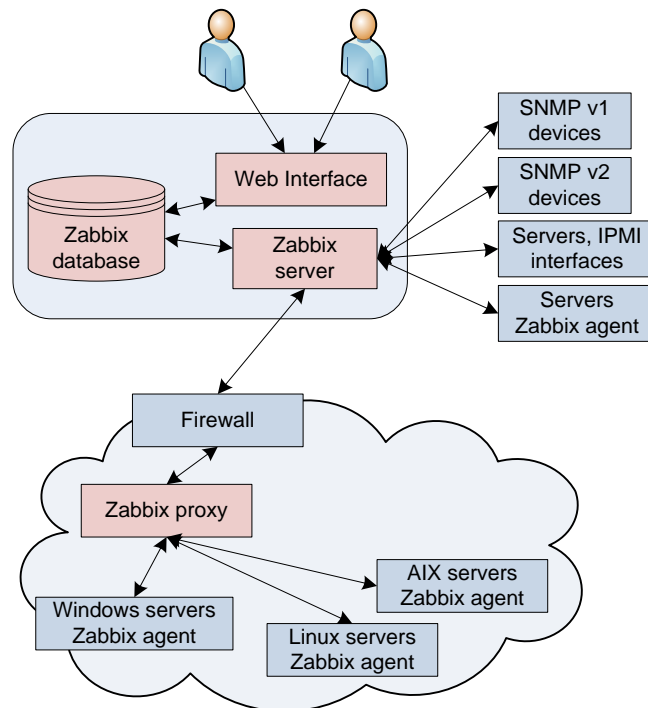 SNMP v1
devices
Web Interface
SNMP v2
devices
Zabbix
database
Zabbix
server
Servers, IPMI
interfaces
Servers
Zabbix agent
Firewall
Zabbix proxy
AIX servers
Zabbix agent
Windows servers
Zabbix agent
Linux servers
Zabbix agent